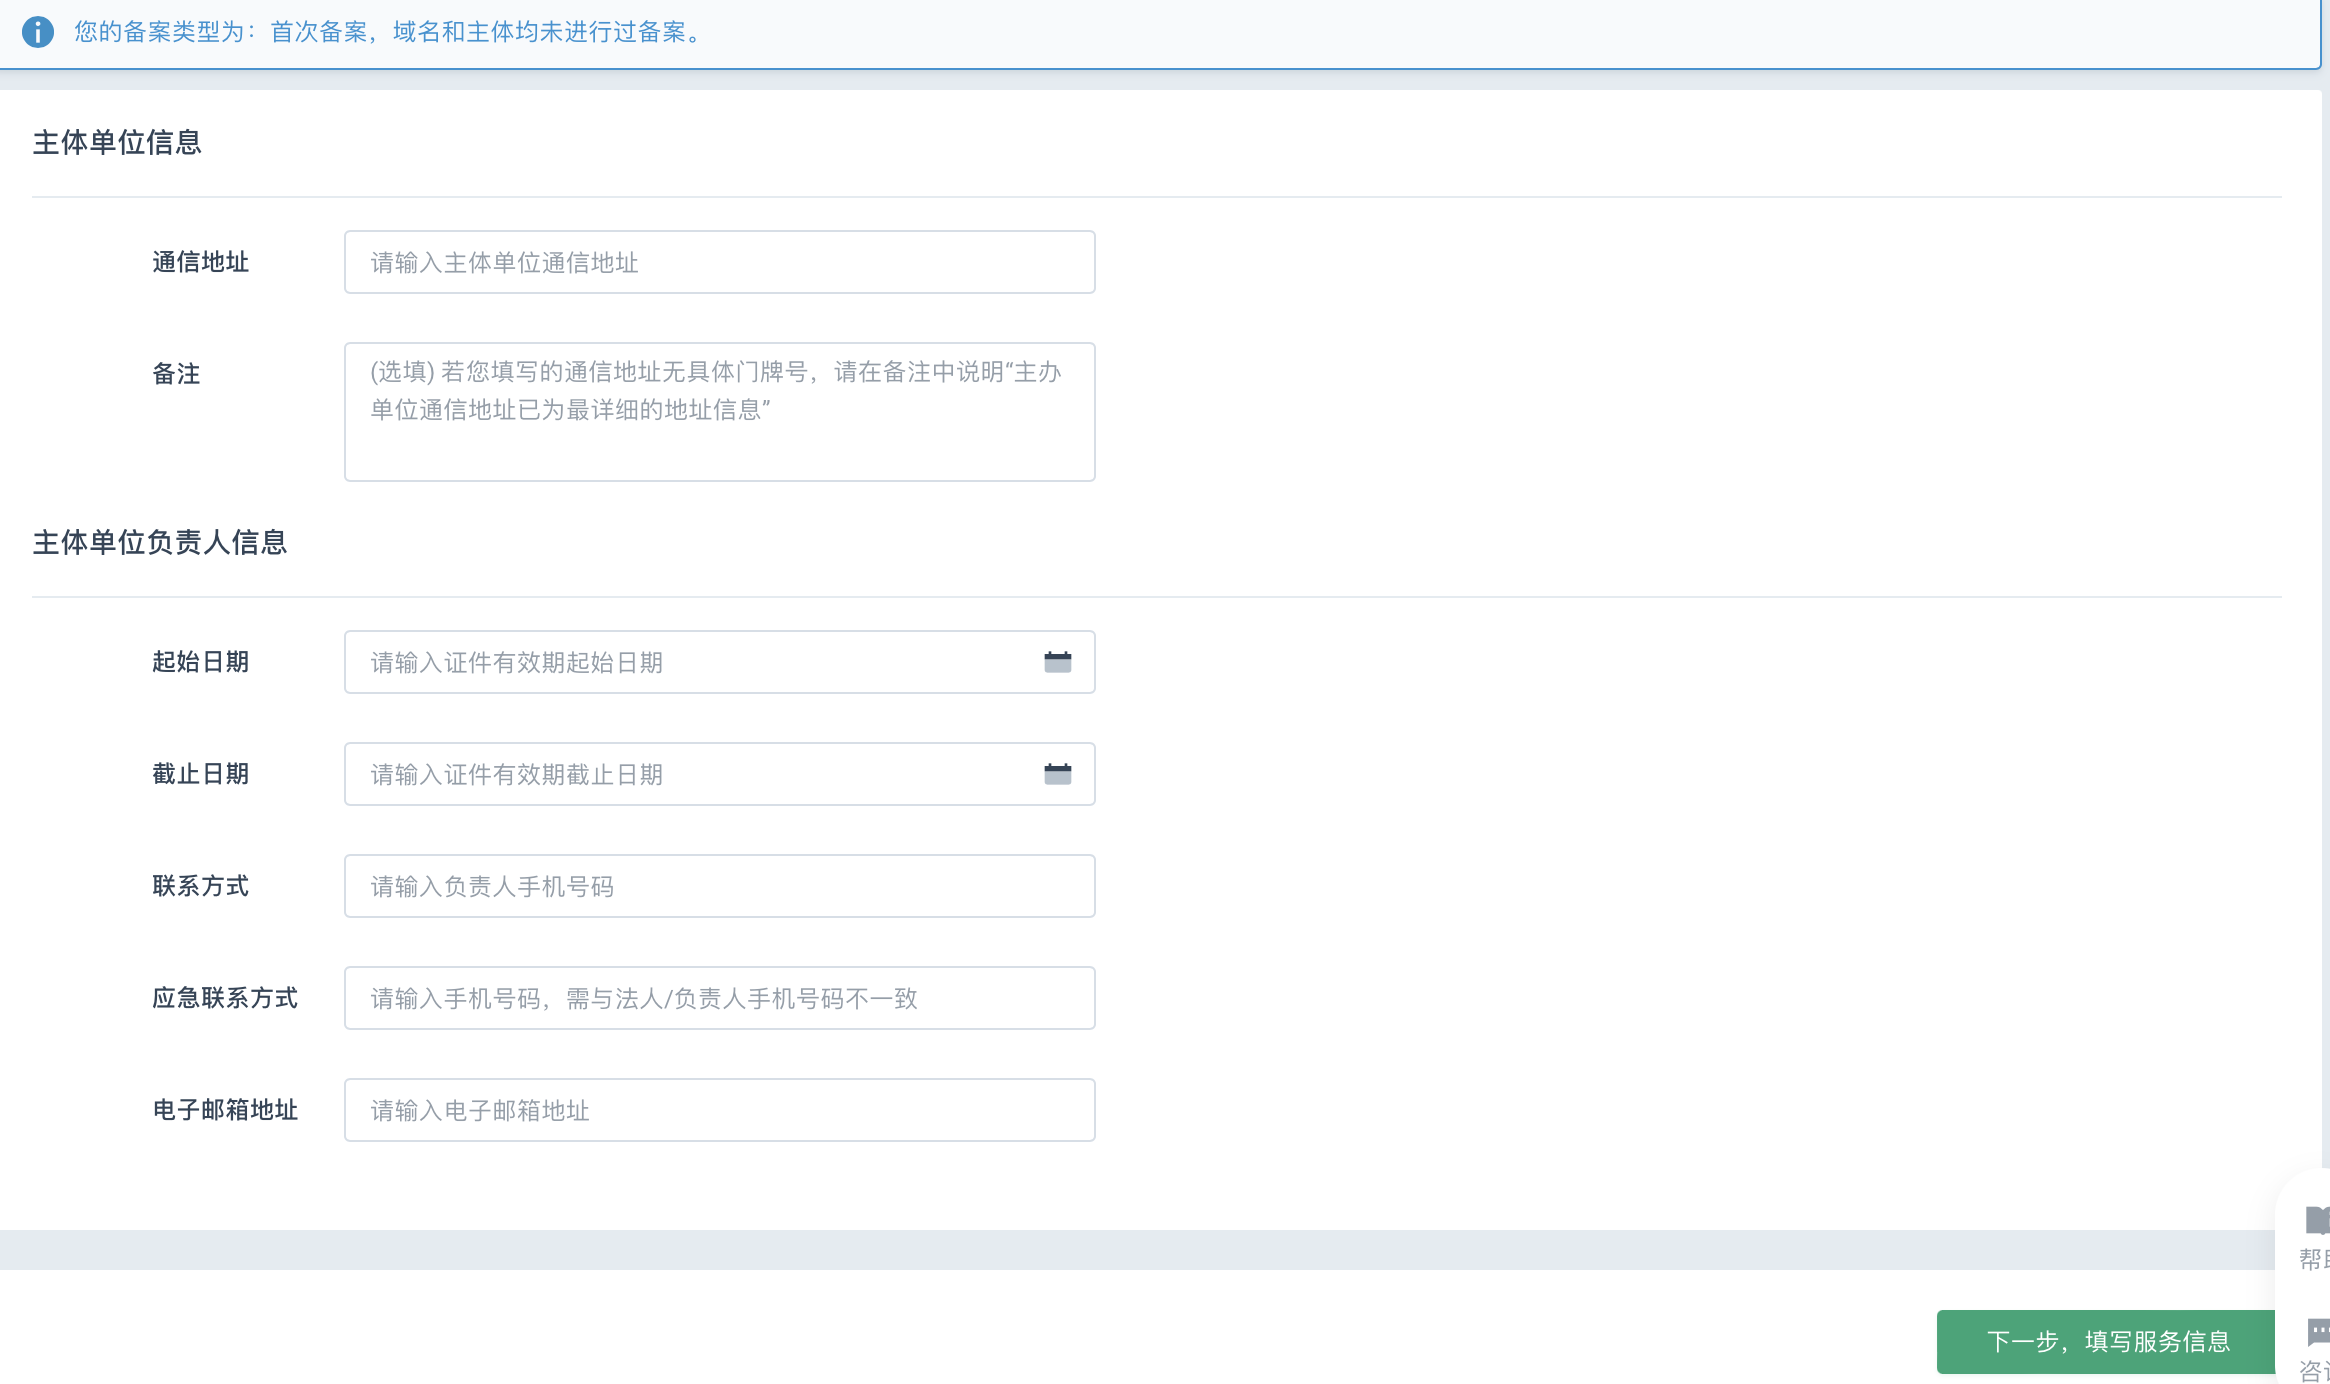 您的备案类型为：首次备案，域名和主体均未进行过备案。
主体单位信息
通信地址
请输入主体单位通信地址
备注
(选填) 若您填写的通信地址无具体门牌号，请在备注中说明“主办
单位通信地址已为最详细的地址信息”
主体单位负责人信息
起始日期
请输入证件有效期起始日期
截止日期
请输入证件有效期截止日期
联系方式
请输入负责人手机号码
应急联系方式
请输入手机号码，需与法人/负责人手机号码不一致
电子邮箱地址
请输入电子邮箱地址
帮
下一步，填写服务信息
咨